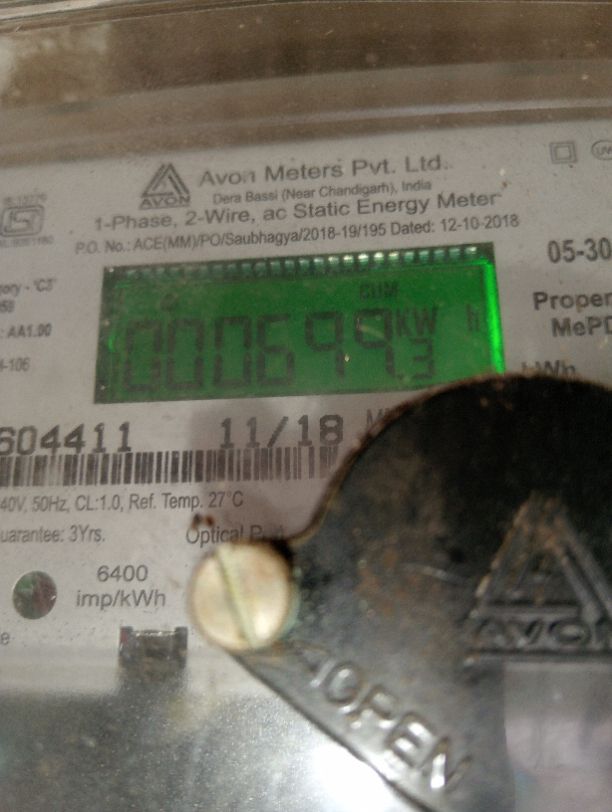 Avon Meters Pvt. Ltd.
AVON
Dera Bassi (Near Chandigarh), India
1-Phase, 2-Wire, ac Static Energy Meter
P.O. No.: ACE(MM)/PO/Saubhagya/2018-19/195 Dated: 12-10-2018
05-30
- "C3"
CUM
000699.3 KW h
Proper
MePD
: AA1.00
-106
kWh
604411 11/18
40V, 50Hz, CL:1.0, Ref. Temp. 27°C
uarantee: 3Yrs.
Optical
6400
imp/kWh
AVON
OPEN